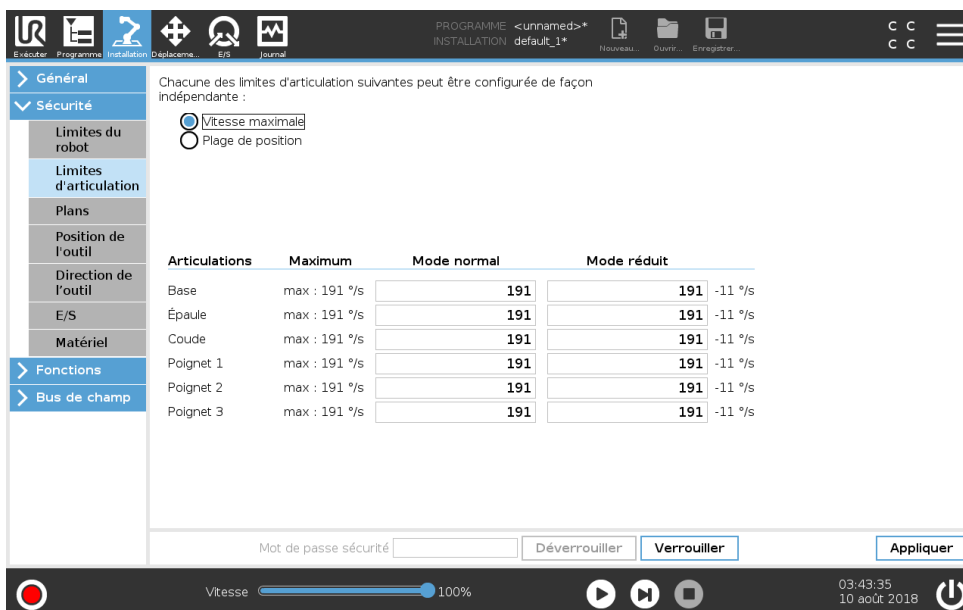 PROGRAMME <unnamed>*
INSTALLATION default_1*
Exécuter Programme Installation Déplaceme... E/S Journal Nouveau... Ouvrir... Enregistrer...
C C
C C
Général
Sécurité
Limites du
robot
Limites
d'articulation
Plans
Position de
l'outil
Direction de
l'outil
E/S
Matériel
Fonctions
Bus de champ
Chacune des limites d'articulation suivantes peut être configurée de façon
indépendante :
Vitesse maximale
Plage de position
Articulations Maximum Mode normal Mode réduit
Base max : 191 °/s 191 191 -11 °/s
Épaule max : 191 °/s 191 191 -11 °/s
Coude max : 191 °/s 191 191 -11 °/s
Poignet 1 max : 191 °/s 191 191 -11 °/s
Poignet 2 max : 191 °/s 191 191 -11 °/s
Poignet 3 max : 191 °/s 191 191 -11 °/s
Mot de passe sécurité Déverrouiller Verrouiller Appliquer
Vitesse 100%
03:43:35
10 août 2018